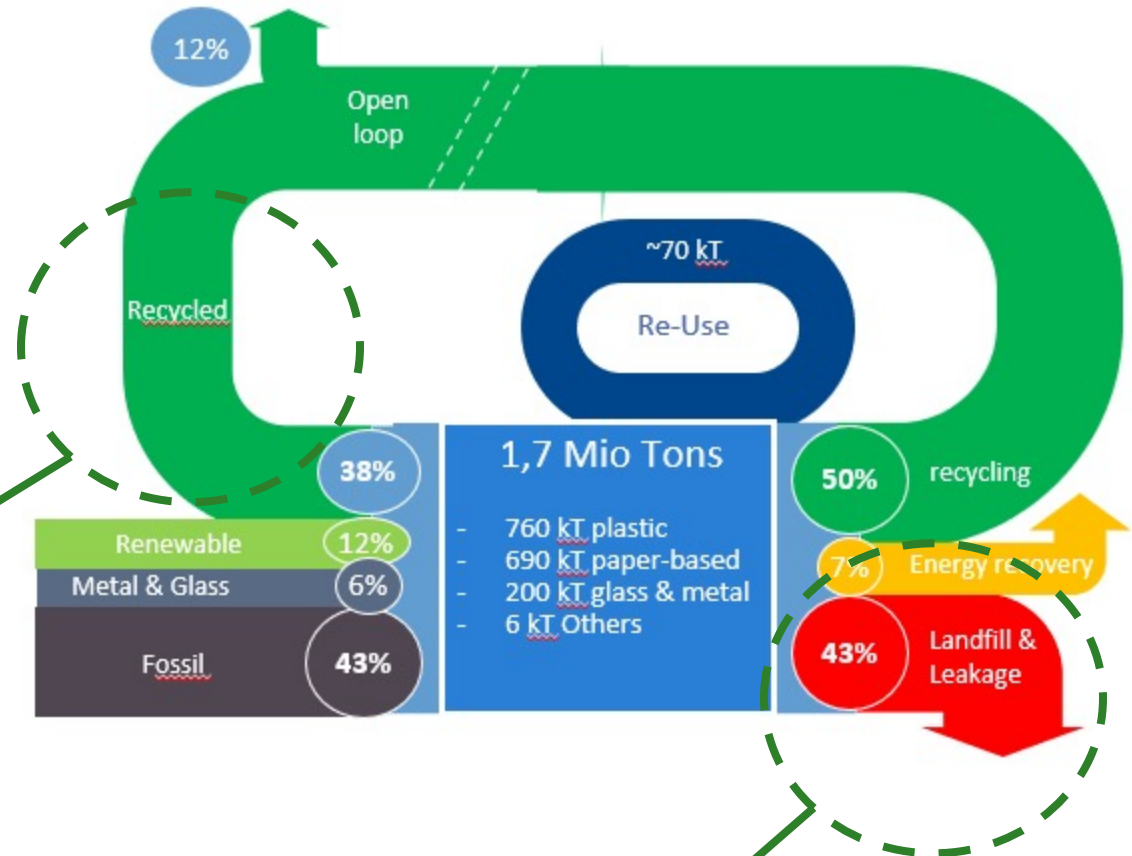 12%
Open
loop
~70 kT
Re-Use
Recycled
38%
Renewable
12%
Metal & Glass
6%
Fossil
43%
1,7 Mio Tons
- 760 kT plastic
- 690 kT paper-based
- 200 kT glass & metal
- 6 kT Others
50%
recycling
7%
Energy recovery
43%
Landfill &
Leakage